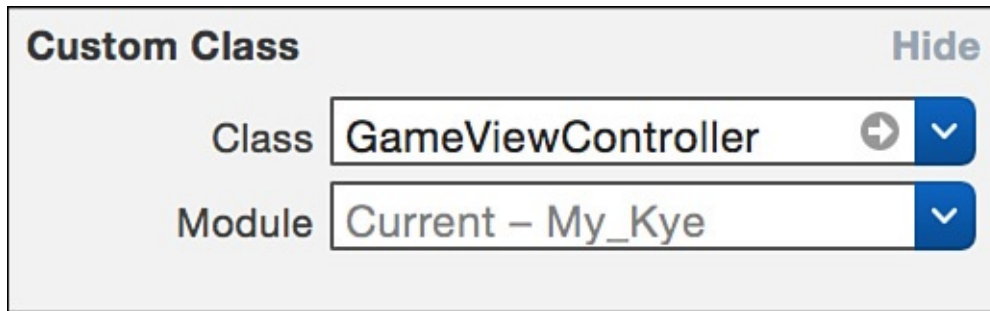 Custom Class Hide
Class GameViewController
Module Current – My_Kye